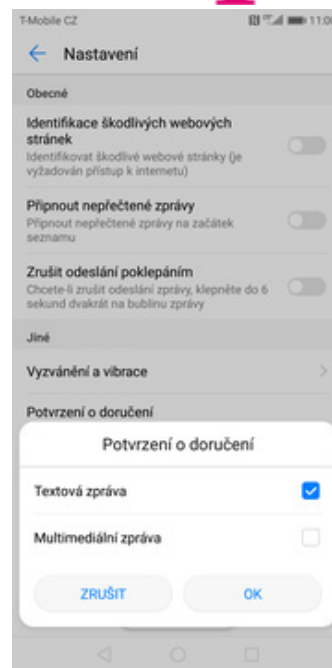 T-Mobile CZ
11:00
Nastavení
Obecné
Identifikace škodlivých webových
stránek
Identifikovat škodlivé webové stránky (je
vyžadován přístup k internetu)
Připnout nepřečtené zprávy
Připnout nepřečtené zprávy na začátek
seznamu
Zrušit odeslání poklepáním
Chcete-li zrušit odeslání zprávy, klepněte do 6
sekund dvakrát na bublinu zprávy
Jiné
Vyzvánění a vibrace
Potvrzení o doručení
Potvrzení o doručení
Textová zpráva
Multimediální zpráva
ZRUŠIT
OK